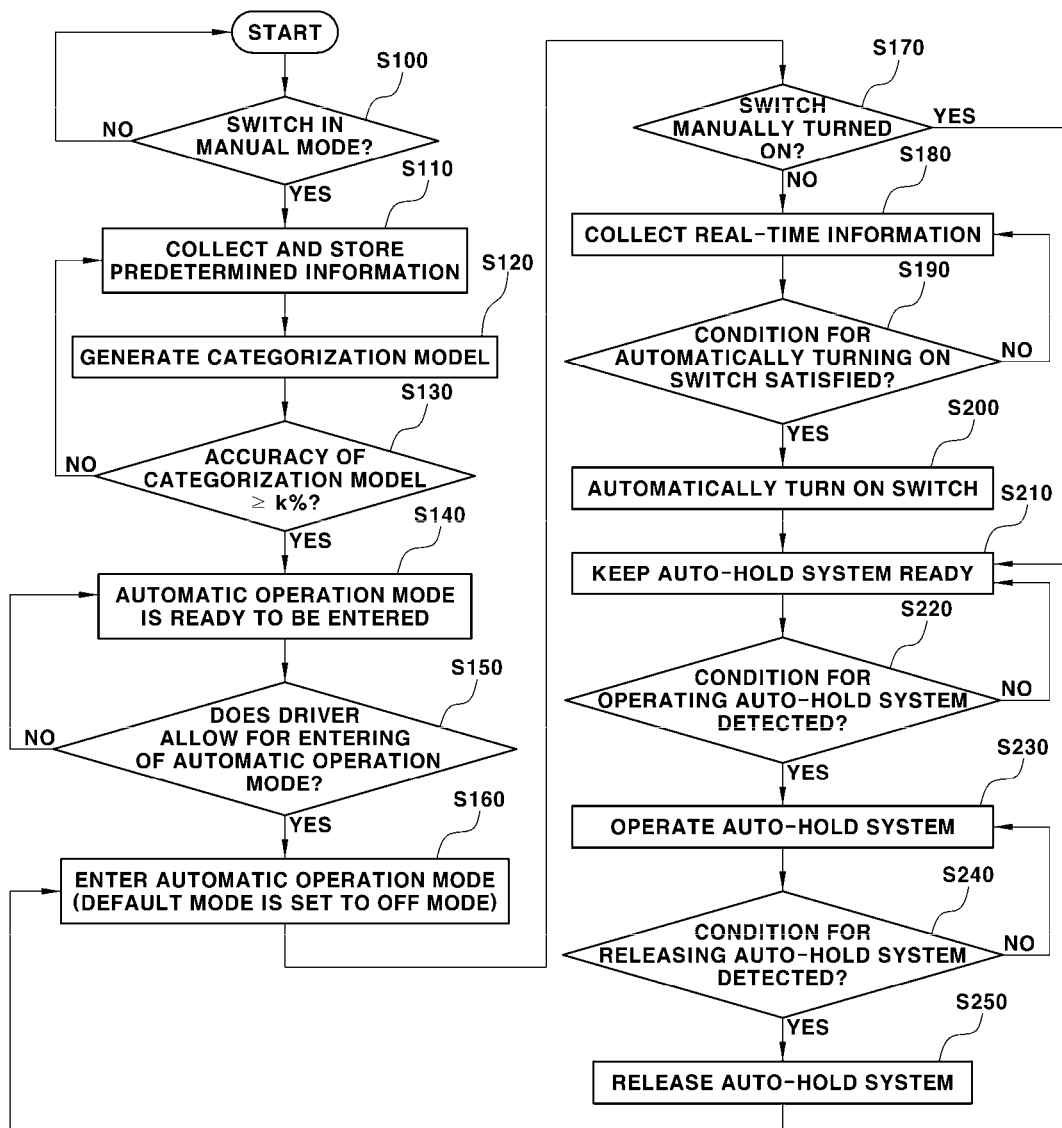 START
S100
NO
SWITCH IN
MANUAL MODE?
S110
YES
COLLECT AND STORE
PREDETERMINED INFORMATION
S120
GENERATE CATEGORIZATION MODEL
S130
NO
ACCURACY OF
CATEGORIZATION MODEL
≥ k%?
S140
YES
AUTOMATIC OPERATION MODE
IS READY TO BE ENTERED
S150
DOES DRIVER
NO
ALLOW FOR ENTERING
OF AUTOMATIC OPERATION
MODE?
S160
YES
ENTER AUTOMATIC OPERATION MODE
(DEFAULT MODE IS SET TO OFF MODE)
S170
SWITCH
YES
MANUALLY TURNED
ON?
S180
NO
COLLECT REAL-TIME INFORMATION
S190
CONDITION FOR
AUTOMATICALLY TURNING ON
NO
SWITCH SATISFIED?
S200
YES
AUTOMATICALLY TURN ON SWITCH
S210
KEEP AUTO-HOLD SYSTEM READY
S220
CONDITION FOR
OPERATING AUTO-HOLD SYSTEM
NO
DETECTED?
S230
YES
OPERATE AUTO-HOLD SYSTEM
S240
CONDITION FOR
RELEASING AUTO-HOLD SYSTEM
NO
DETECTED?
S250
YES
RELEASE AUTO-HOLD SYSTEM